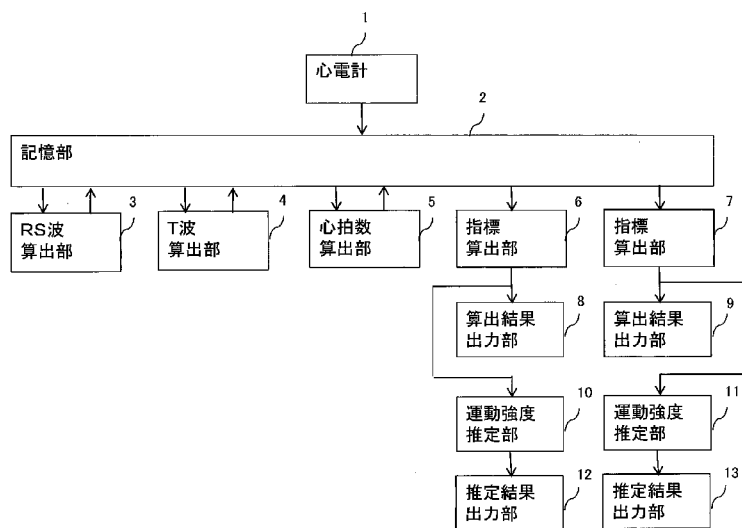 1
心電計
2
記憶部
3
RS波
算出部
4
T波
算出部
5
心拍数
算出部
6
指標
算出部
7
指標
算出部
8
算出結果
出力部
9
算出結果
出力部
10
運動強度
推定部
11
運動強度
推定部
12
推定結果
出力部
13
推定結果
出力部